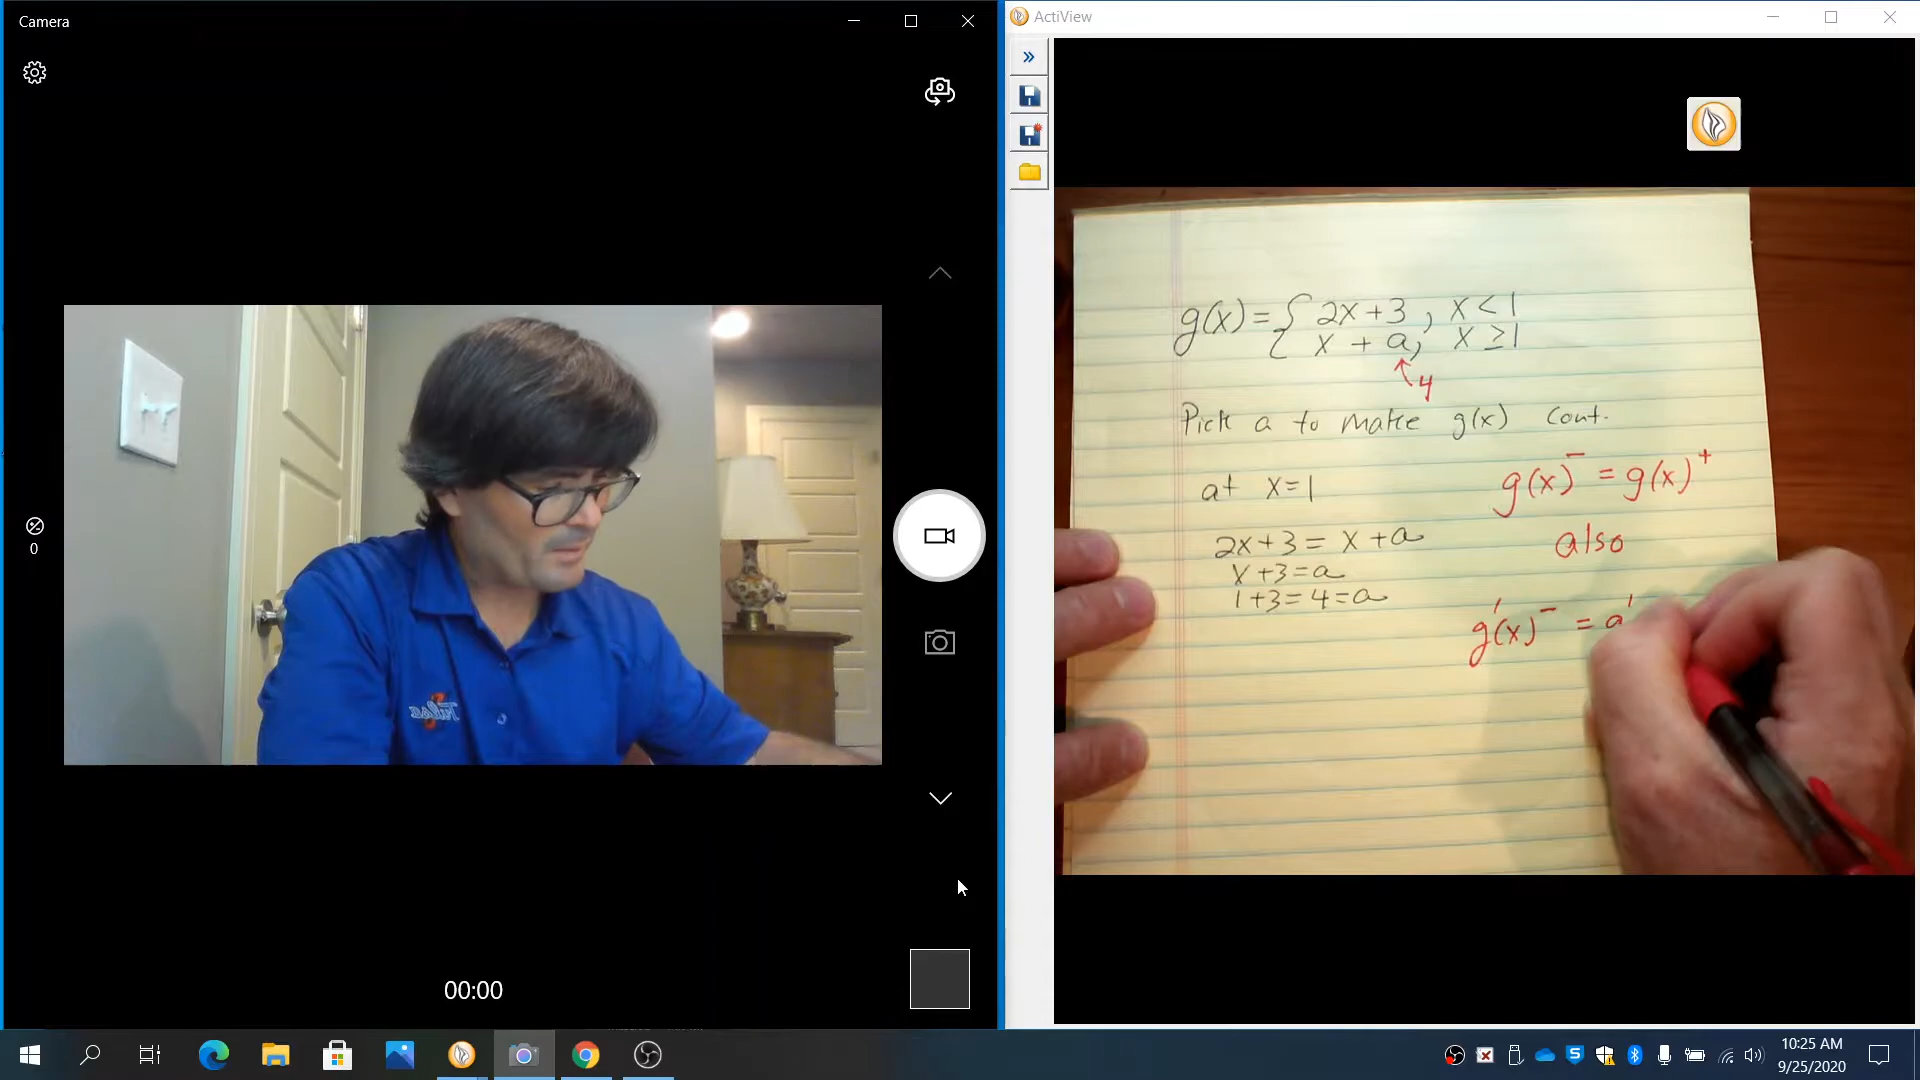 Camera
ActiView
g(x) = { 2x+3, x < 1
x + a, x ≥ 1
4
Pick a to make g(x) cont.
at x=1
g(x)⁻ = g(x)⁺
also
2x+3 = x+a
x+3=a
1+3=4=a
g'(x)⁻ =
Tulsa
0
00:00
10:25 AM
9/25/2020